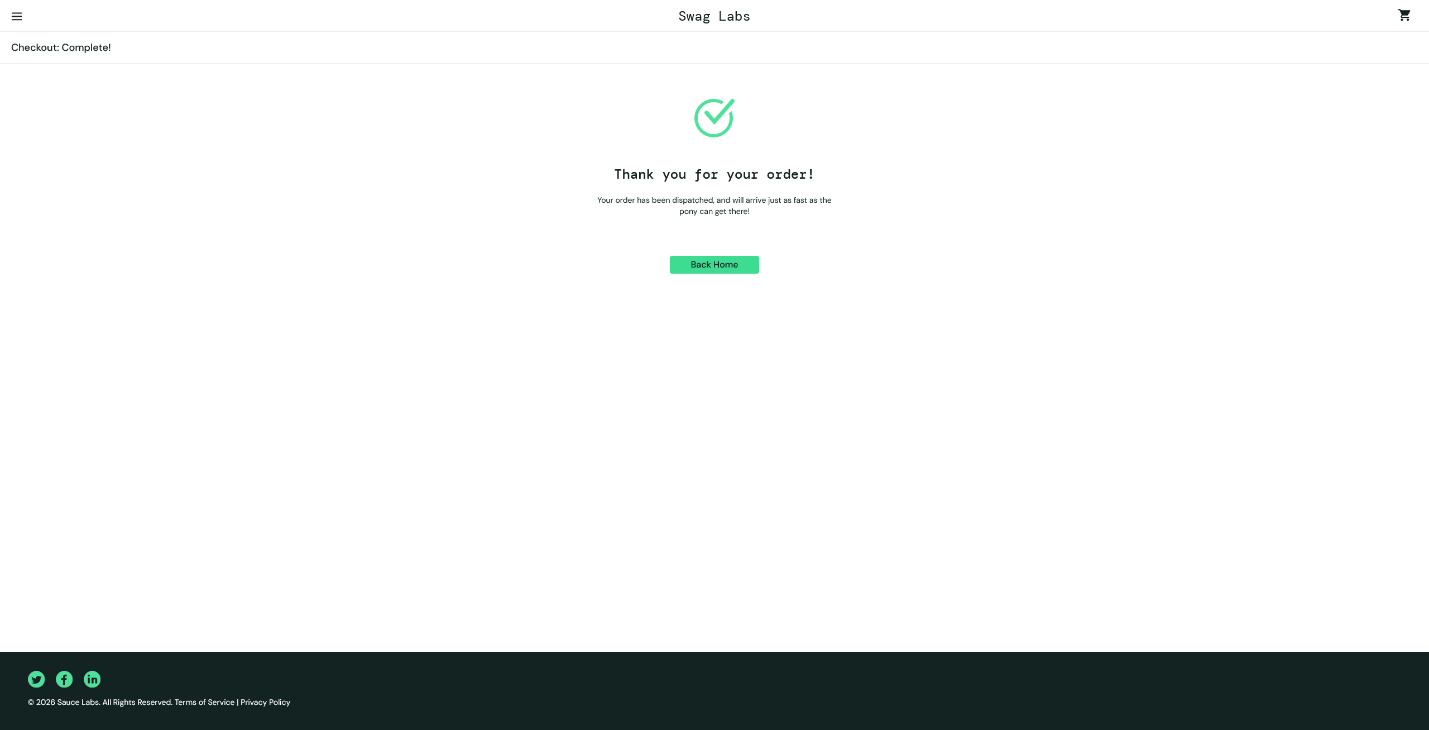 Swag Labs
Checkout: Complete!
Thank you for your order!
Your order has been dispatched, and will arrive just as fast as the
pony can get there!
Back Home
© 2026 Sauce Labs. All Rights Reserved. Terms of Service | Privacy Policy